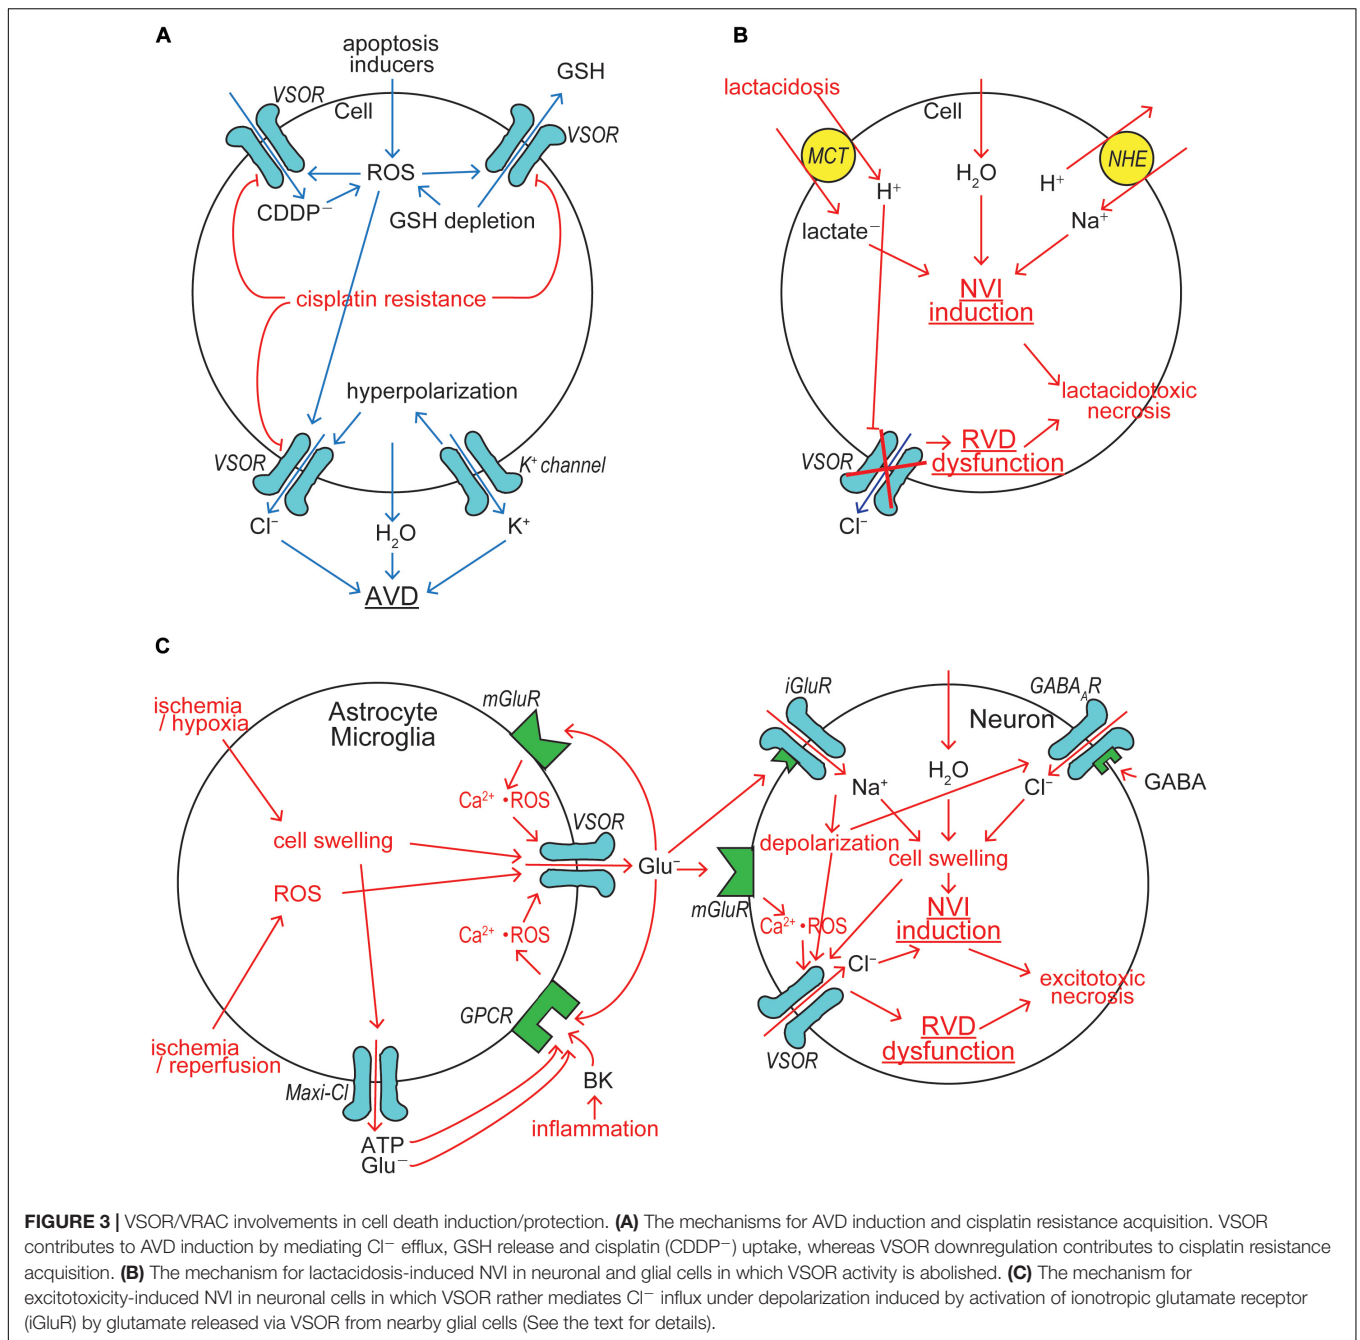 A
apoptosis
inducers
GSH
VSOR
Cell
VSOR
ROS
CDDP⁻
GSH depletion
cisplatin resistance
hyperpolarization
VSOR
K⁺ channel
Cl⁻
H₂O
K⁺
AVD
B
lactacidosis
Cell
MCT
NHE
H⁺
H₂O
H⁺
lactate⁻
Na⁺
NVI
induction
lactacidotoxic
necrosis
VSOR
RVD
dysfunction
Cl⁻
C
ischemia
/ hypoxia
Astrocyte
Microglia
mGluR
Ca²⁺ •ROS
cell swelling
VSOR
ROS
Glu⁻
Ca²⁺ •ROS
GPCR
ischemia
/ reperfusion
Maxi-Cl
BK
inflammation
ATP
Glu⁻
iGluR
GABA_AR
Neuron
H₂O
Na⁺
Cl⁻
GABA
depolarization
cell swelling
mGluR
Ca²⁺ •ROS
NVI
induction
Cl⁻
excitotoxic
necrosis
VSOR
RVD
dysfunction
FIGURE 3 | VSOR/VRAC involvements in cell death induction/protection. (A) The mechanisms for AVD induction and cisplatin resistance acquisition. VSOR
contributes to AVD induction by mediating Cl⁻ efflux, GSH release and cisplatin (CDDP⁻) uptake, whereas VSOR downregulation contributes to cisplatin resistance
acquisition. (B) The mechanism for lactacidosis-induced NVI in neuronal and glial cells in which VSOR activity is abolished. (C) The mechanism for
excitotoxicity-induced NVI in neuronal cells in which VSOR rather mediates Cl⁻ influx under depolarization induced by activation of ionotropic glutamate receptor
(iGluR) by glutamate released via VSOR from nearby glial cells (See the text for details).